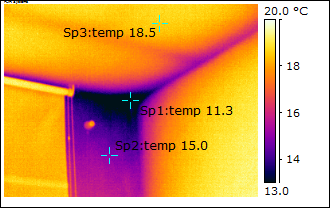 20.0 °C
Sp3:temp 18.5
18
Sp1:temp 11.3
16
Sp2:temp 15.0
14
13.0